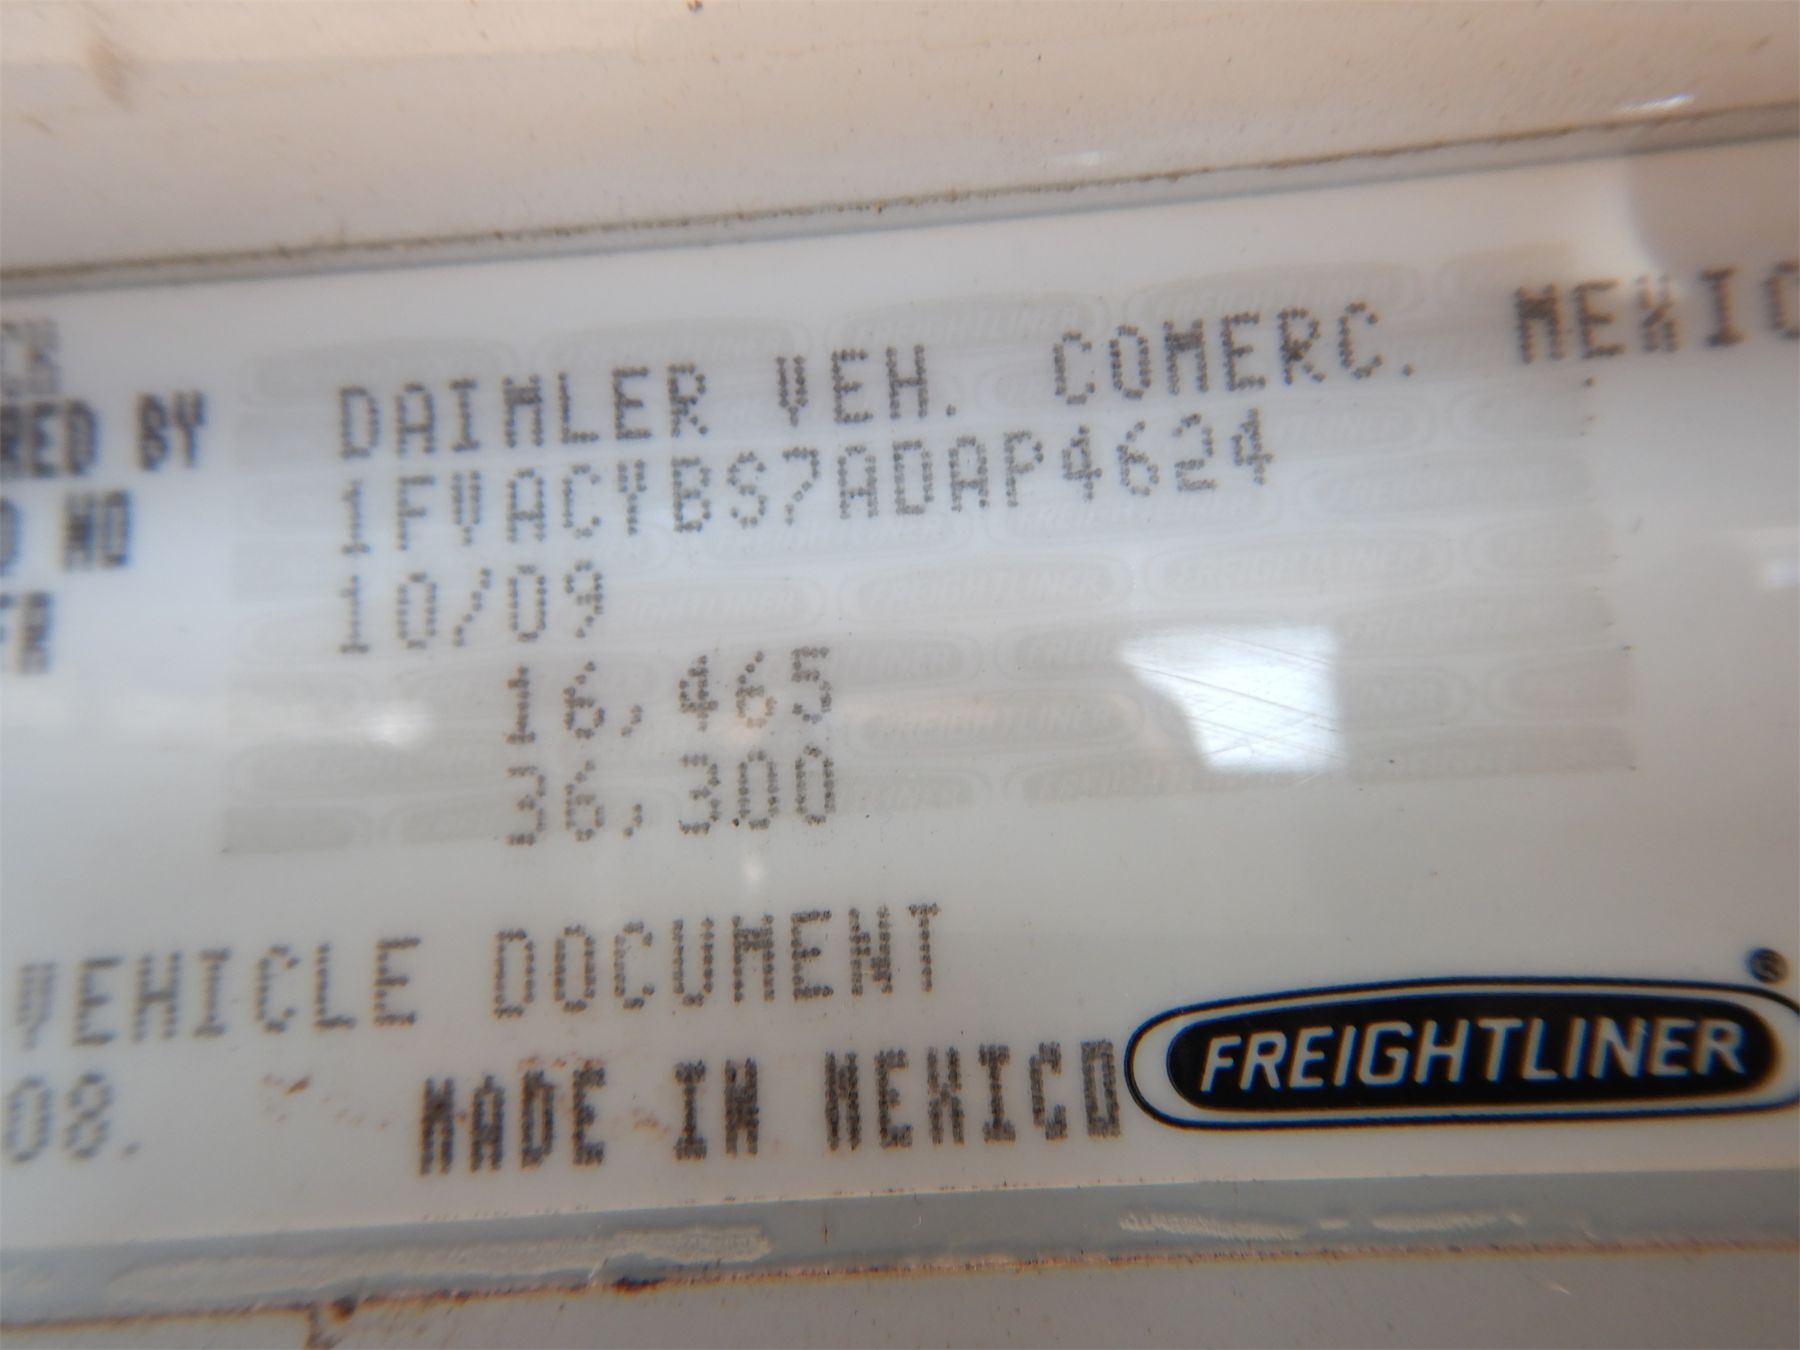 RED BY DAIMLER VEH. COMERC. MEXIC
NO
10/09
16,465
36,300
VEHICLE DOCUMENT
08. MADE IN MEXICO FREIGHTLINER ®